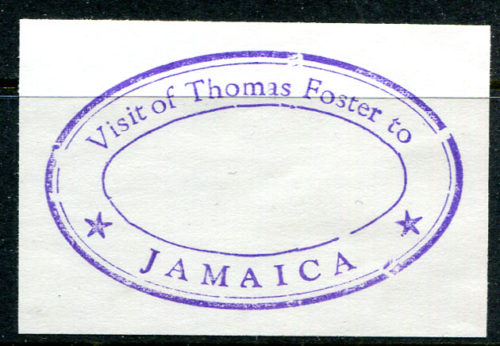 Visit of Thomas Foster to
JAMAICA